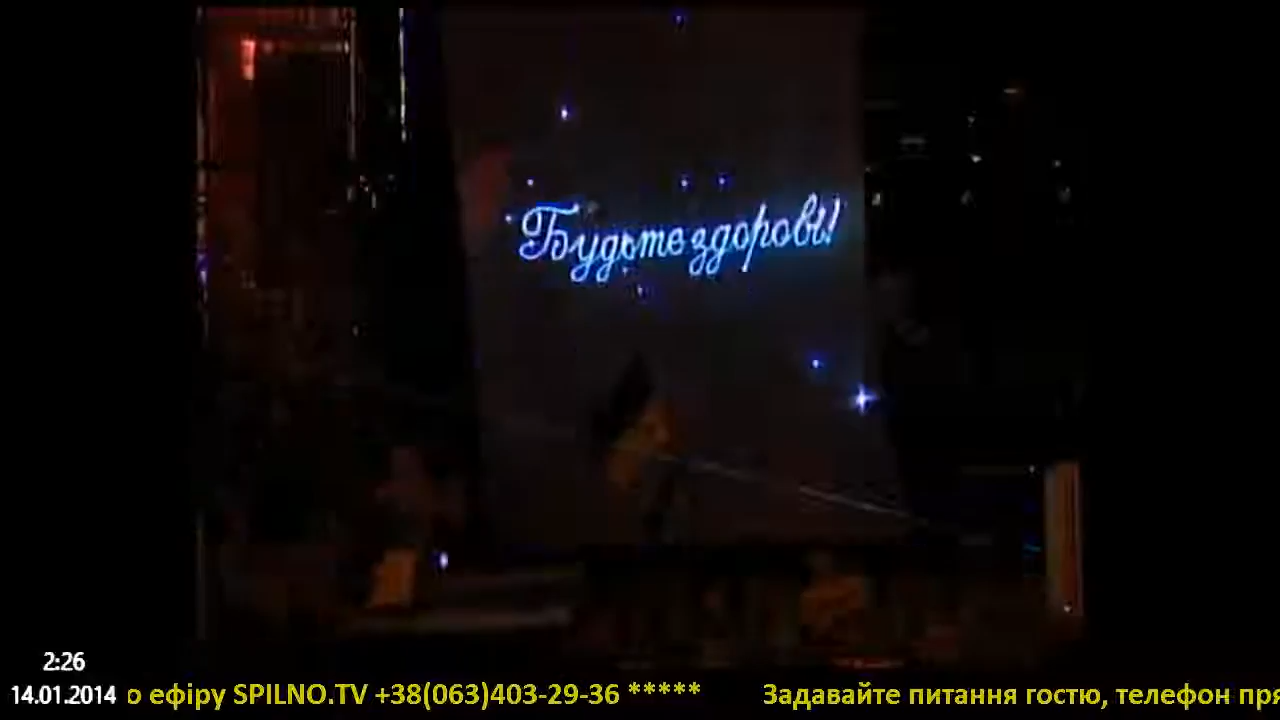 Будьте здоровы!
2:26
14.01.2014 о ефіру SPILNO.TV +38(063)403-29-36 ***** Задавайте питання гостю, телефон пря